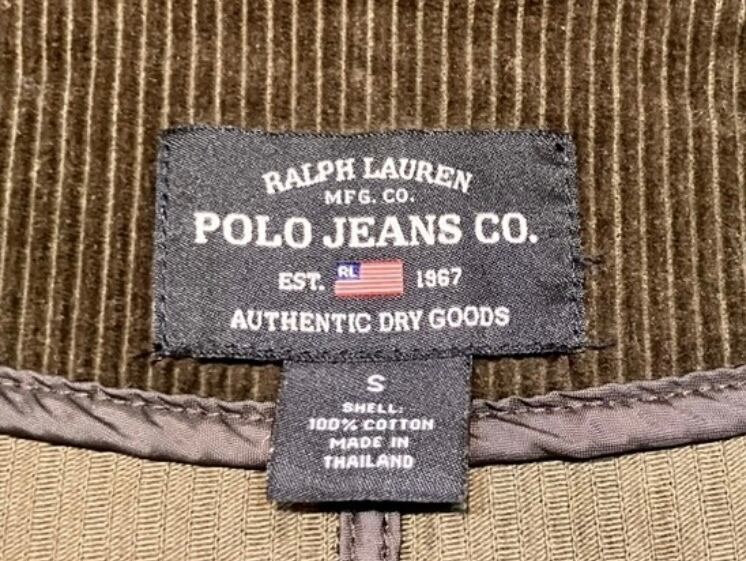 RALPH LAUREN
MFG. CO.
POLO JEANS CO.
EST. RL 1967
AUTHENTIC DRY GOODS
S
SHELL:
100% COTTON
MADE IN
THAILAND